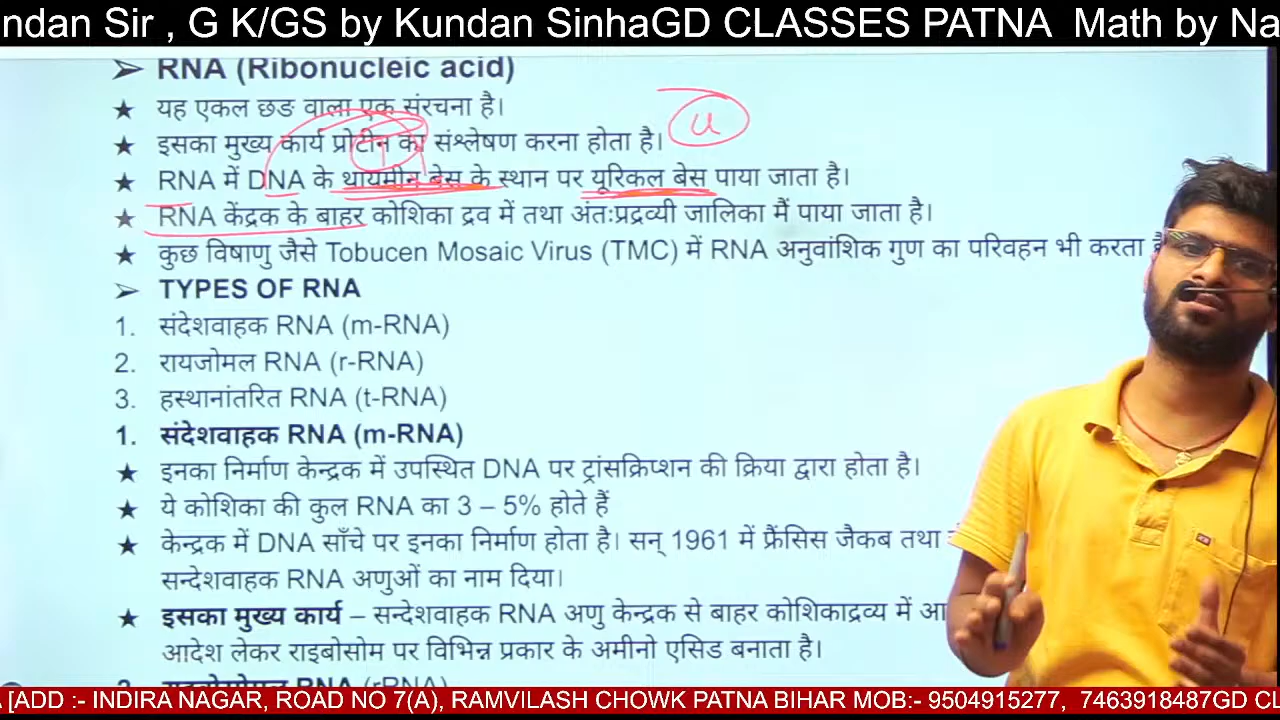 ndan Sir , G K/GS by Kundan SinhaGD CLASSES PATNA Math by Na
➢ RNA (Ribonucleic acid)
★ यह एकल छङ वाला एक संरचना है।
★ इसका मुख्य कार्य प्रोटीन का संश्लेषण करना होता है।
u
T
★ RNA में DNA के थायमीन बेस के स्थान पर यूरिकल बेस पाया जाता है।
★ RNA केंद्रक के बाहर कोशिका द्रव में तथा अंतःप्रद्रव्यी जालिका मैं पाया जाता है।
★ कुछ विषाणु जैसे Tobucen Mosaic Virus (TMC) में RNA अनुवांशिक गुण का परिवहन भी करता
➢ TYPES OF RNA
1. संदेशवाहक RNA (m-RNA)
2. रायजोमल RNA (r-RNA)
3. हस्थानांतरित RNA (t-RNA)
1. संदेशवाहक RNA (m-RNA)
★ इनका निर्माण केन्द्रक में उपस्थित DNA पर ट्रांसक्रिप्शन की क्रिया द्वारा होता है।
★ ये कोशिका की कुल RNA का 3 – 5% होते हैं
★ केन्द्रक में DNA साँचे पर इनका निर्माण होता है। सन् 1961 में फ्रैंसिस जैकब तथा
सन्देशवाहक RNA अणुओं का नाम दिया।
★ इसका मुख्य कार्य – सन्देशवाहक RNA अणु केन्द्रक से बाहर कोशिकाद्रव्य में आ
आदेश लेकर राइबोसोम पर विभिन्न प्रकार के अमीनो एसिड बनाता है।
RNA (rRNA)
[ADD :- INDIRA NAGAR, ROAD NO 7(A), RAMVILASH CHOWK PATNA BIHAR MOB:- 9504915277, 7463918487GD CL